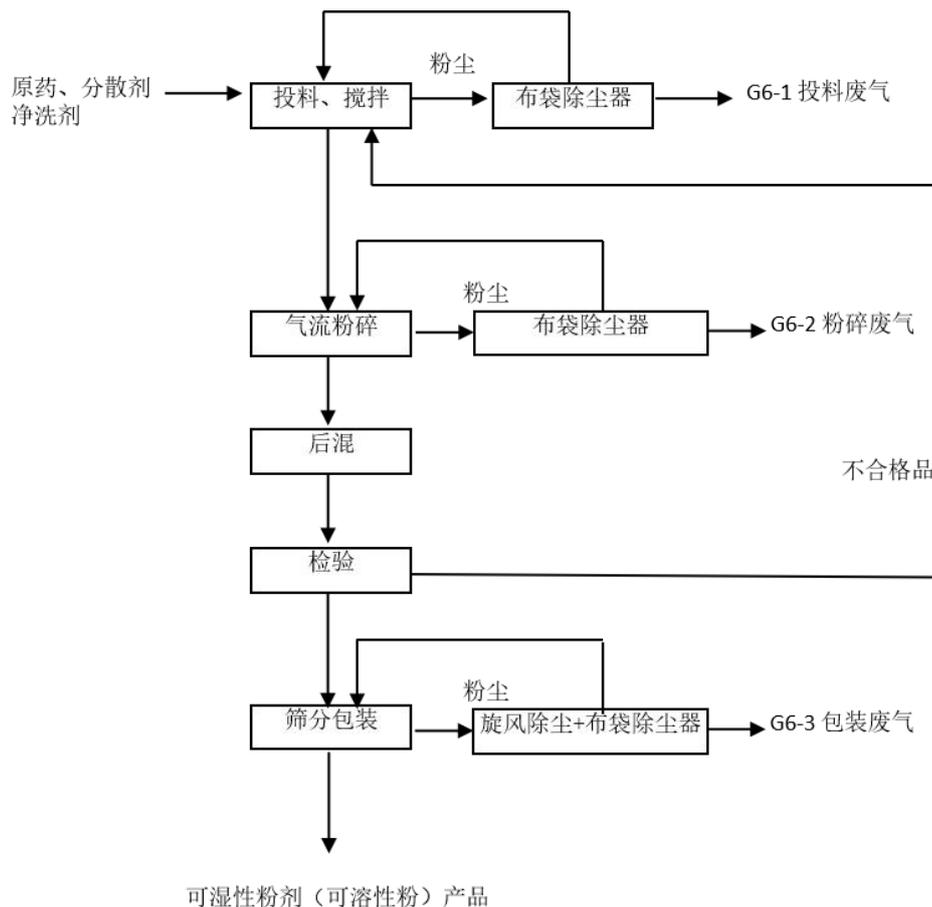 原药、分散剂
净洗剂
投料、搅拌
粉尘
布袋除尘器
G6-1 投料废气
气流粉碎
粉尘
布袋除尘器
G6-2 粉碎废气
后混
不合格品
检验
筛分包装
粉尘
旋风除尘+布袋除尘器
G6-3 包装废气
可湿性粉剂（可溶性粉）产品